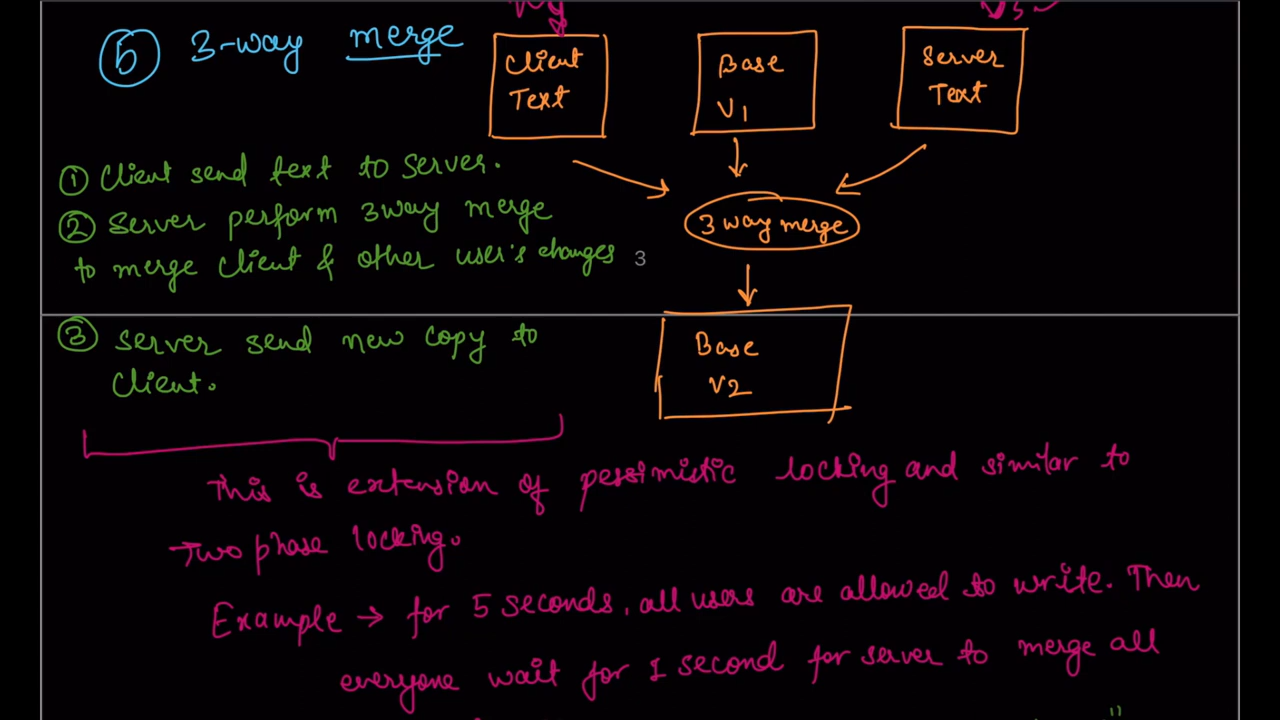 5 3-way merge
Client
Text
Base
V1
Server
Text
① Client send text to server.
② Server perform 3way merge
to merge client & other user's changes
3
3 way merge
③ Server send new copy to
Client.
Base
V2
This is extension of pessimistic locking and similar to
Two phase locking.
Example → for 5 seconds, all users are allowed to write. Then
everyone wait for 1 second for server to merge all